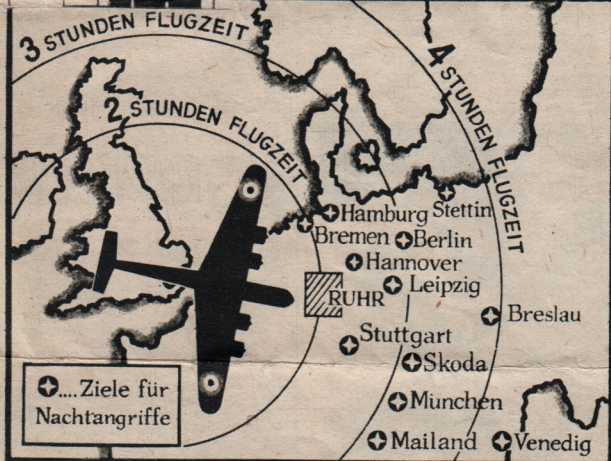 3 STUNDEN FLUGZEIT
4 STUNDEN FLUGZEIT
2 STUNDEN FLUGZEIT
Hamburg
Stettin
Bremen
Berlin
Hannover
Leipzig
RUHR
Breslau
Stuttgart
Skoda
München
Mailand
Venedig
.... Ziele für
Nachtangriffe